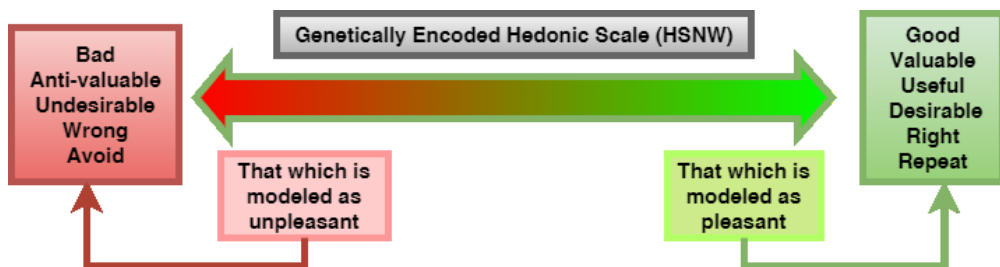 Genetically Encoded Hedonic Scale (HSNW)
Bad
Anti-valuable
Undesirable
Wrong
Avoid
Good
Valuable
Useful
Desirable
Right
Repeat
That which is
modeled as
unpleasant
That which is
modeled as
pleasant